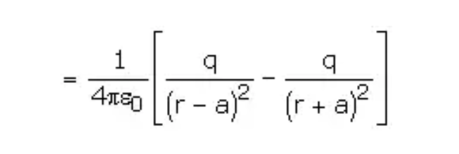 = 1/4πε₀ [ q/(r − a)² − q/(r + a)² ]